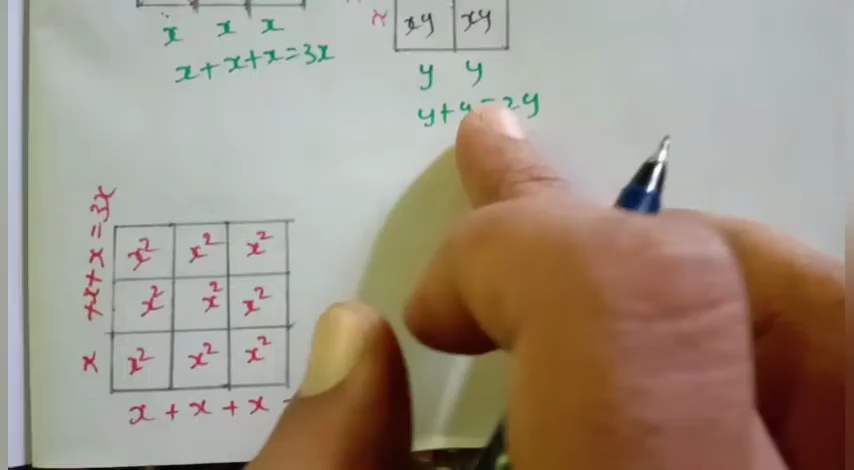 x x x
x+x+x=3x
x xy xy
y y
y+y=2y
x+x+x=3x
x² x² x²
x² x² x²
x² x² x²
x+x+x